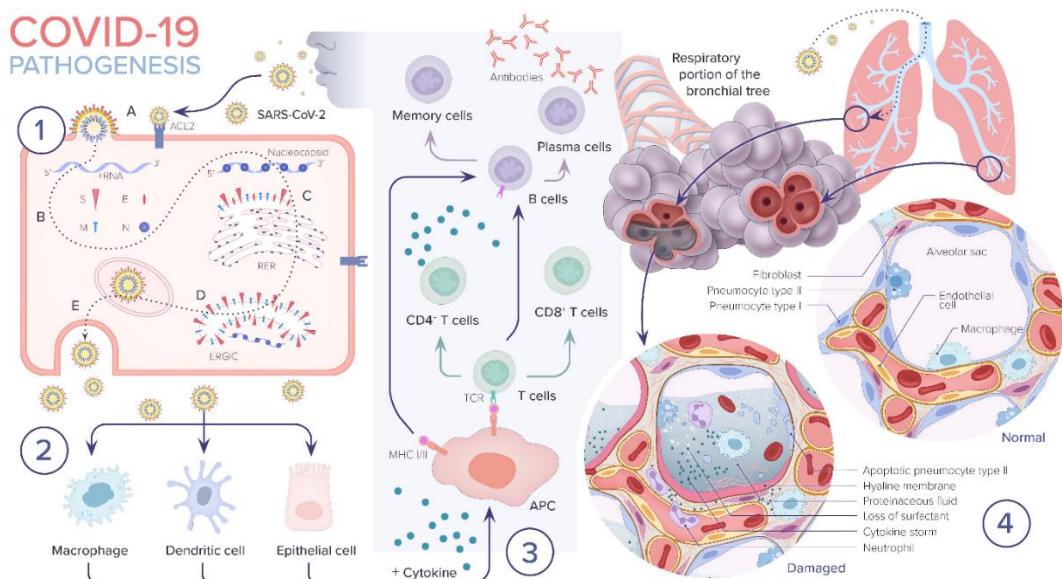 COVID-19
PATHOGENESIS
1
A
ACE2
SARS-CoV-2
5'
3'
+RNA
Nucleocapsid
5'
3'
B
S
E
M
N
C
RER
E
D
ERGIC
2
Macrophage
Dendritic cell
Epithelial cell
Antibodies
Memory cells
Plasma cells
B cells
CD4⁻ T cells
CD8⁺ T cells
TCR
T cells
MHC I/II
APC
+ Cytokine
3
Respiratory
portion of the
bronchial tree
Fibroblast
Pneumocyte type II
Pneumocyte type I
Alveolar sac
Endothelial
cell
Macrophage
Normal
Apoptotic pneumocyte type II
Hyaline membrane
Proteinaceous fluid
Loss of surfactant
Cytokine storm
Neutrophil
Damaged
4